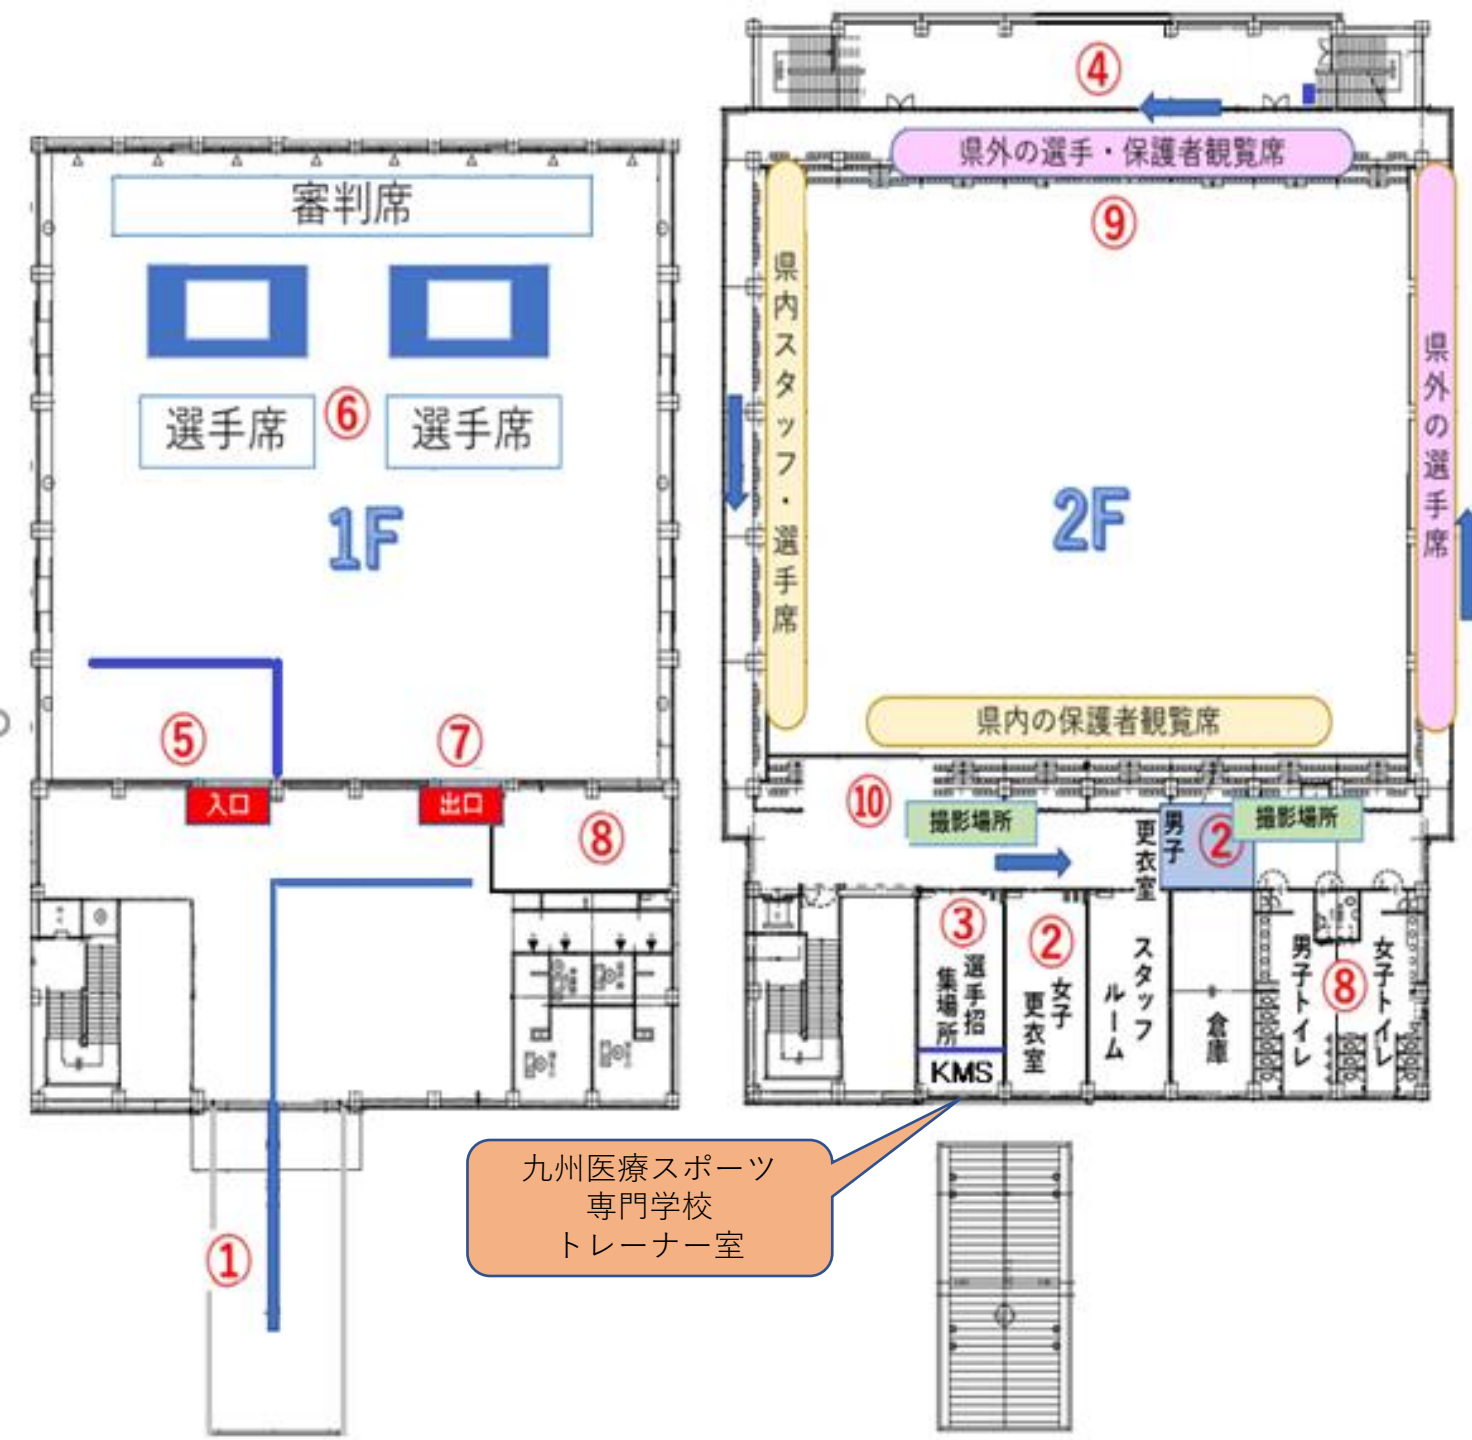 審判席
選手席
⑥
選手席
1F
⑤
⑦
入口
出口
⑧
①
④
県外の選手・保護者観覧席
⑨
県内スタッフ・選手席
県外の選手席
2F
県内の保護者観覧席
⑩
撮影場所
男子
更衣室
②
撮影場所
③
選手招
集場所
KMS
②
女子
更衣室
スタッフ
ルーム
倉庫
男子トイレ
⑧
女子トイレ
九州医療スポーツ
専門学校
トレーナー室